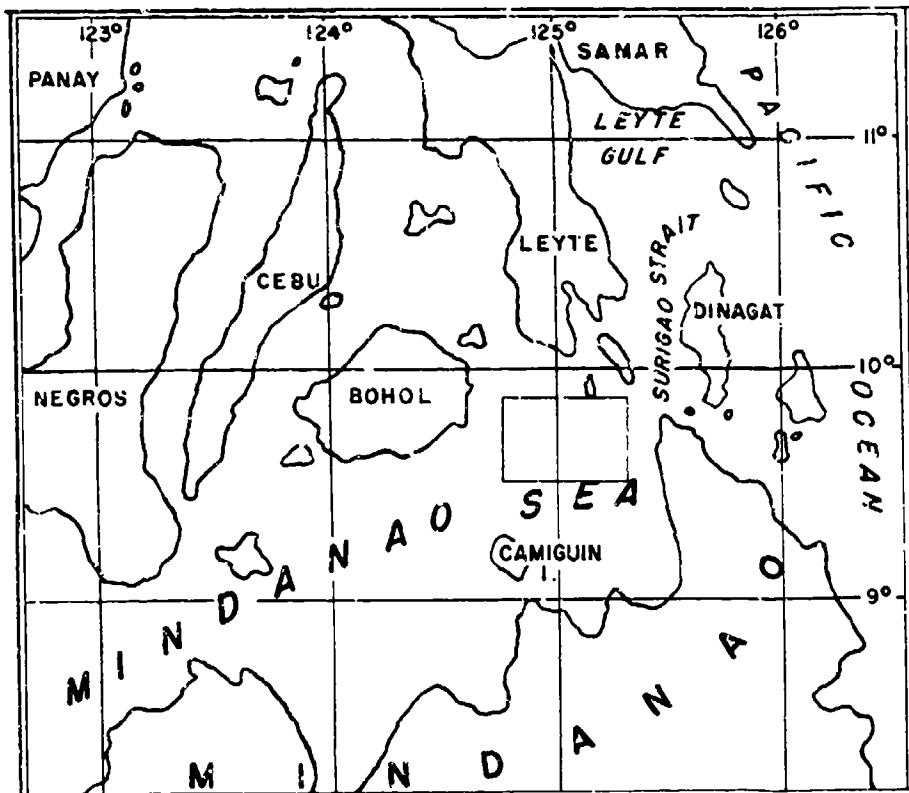 123° 124° 125° 126°
PANAY
SAMAR
PACIFIC OCEAN
LEYTE
GULF
11°
LEYTE
SURIGAO STRAIT
CEBU
DINAGAT
10°
NEGROS
BOHOL
MINDANAO SEA
CAMIGUIN
I.
9°
MINDANAO